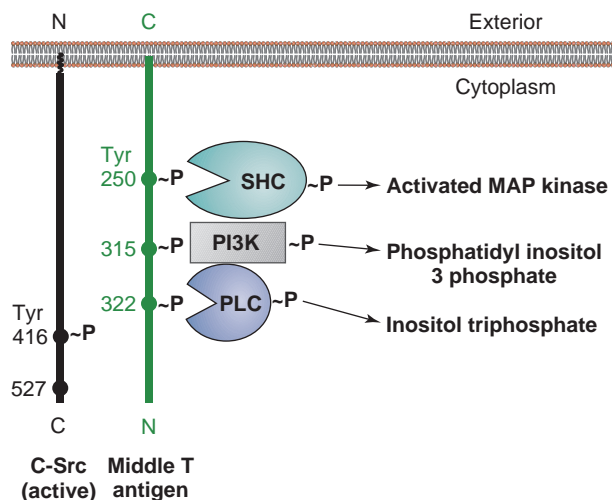 N
C
Exterior
Cytoplasm
Tyr
250
~P
SHC
~P
Activated MAP kinase
315
~P
PI3K
~P
Phosphatidyl inositol
3 phosphate
322
~P
PLC
~P
Inositol triphosphate
Tyr
416
~P
527
C
N
C-Src
(active)
Middle T
antigen